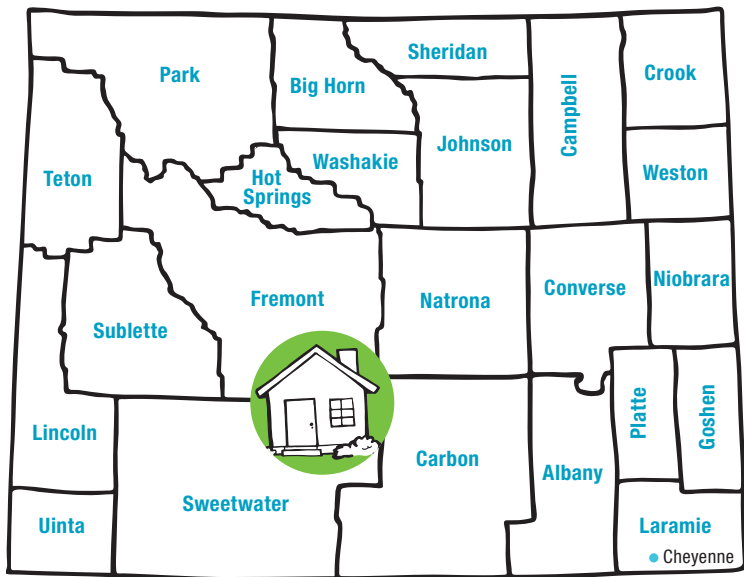 Sheridan
Park
Crook
Big Horn
Campbell
Johnson
Washakie
Weston
Teton
Hot
Springs
Niobrara
Converse
Fremont
Natrona
Sublette
Platte
Goshen
Lincoln
Carbon
Albany
Sweetwater
Uinta
Laramie
Cheyenne